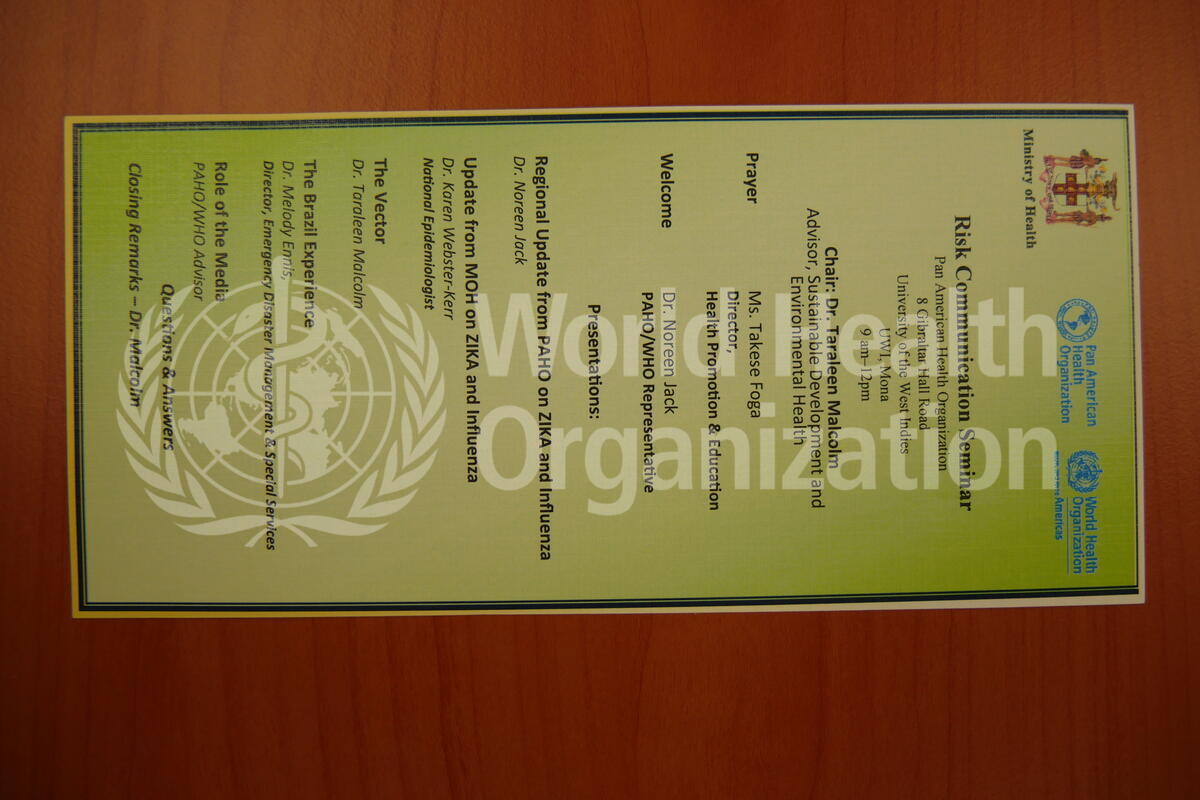 Ministry of Health
Pan American
Health
Organization
World Health
Organization
Americas
Risk Communication Seminar
Pan American Health Organization
8 Gibraltar Hall Road
University of the West Indies
UWI, Mona
9 am–12pm
Chair: Dr. Taraleen Malcolm
Advisor, Sustainable Development and
Environmental Health
Prayer Ms. Takese Foga
Director,
Health Promotion & Education
Welcome Dr. Noreen Jack
PAHO/WHO Representative
Presentations:
Regional Update from PAHO on ZIKA and Influenza
Dr. Noreen Jack
Update from MOH on ZIKA and Influenza
Dr. Karen Webster-Kerr
National Epidemiologist
The Vector
Dr. Taraleen Malcolm
The Brazil Experience
Dr. Melody Ennis,
Director, Emergency Disaster Management & Special Services
Role of the Media
PAHO/WHO Advisor
Questions & Answers
Closing Remarks – Dr. Malcolm
World Health
Organization